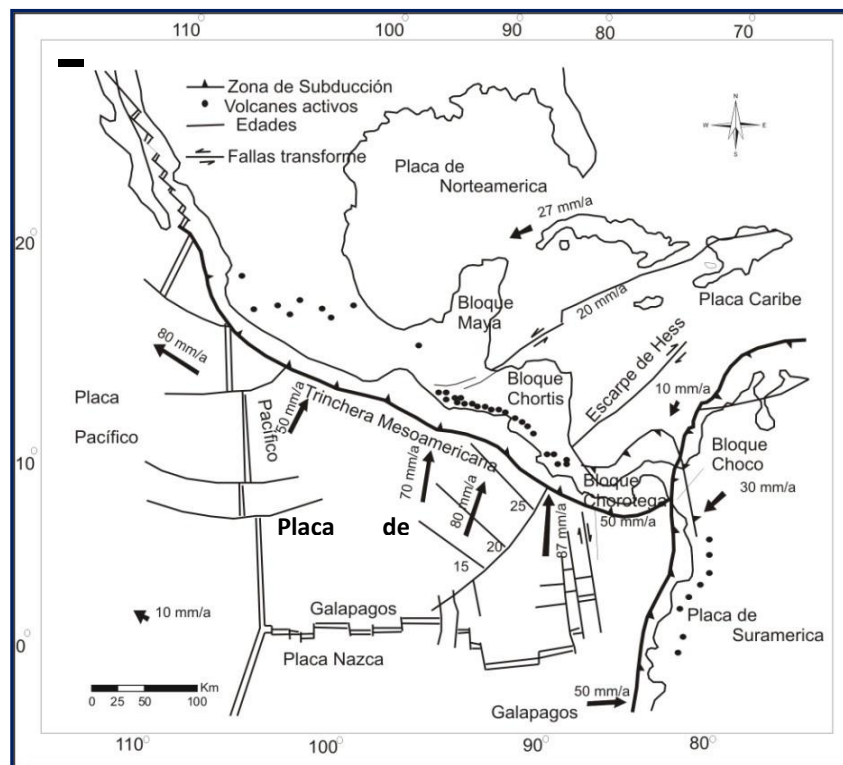 110°
100°
90°
80°
70°
Zona de Subducción
Volcanes activos
Edades
Fallas transforme
N
W
E
S
Placa de
Norteamerica
27 mm/a
20°
Bloque
Maya
20 mm/a
Placa Caribe
80 mm/a
Bloque
Chortis
Escarpe de Hess
10 mm/a
Placa
Pacífico
Pacífico
50 mm/a
Trinchera Mesoamericana
10°
70 mm/a
80 mm/a
25
20
15
Bloque
Chorotega
50 mm/a
87 mm/a
Bloque
Choco
30 mm/a
Placa de
10 mm/a
Galapagos
0°
Placa Nazca
Placa de
Suramerica
Km
0 25 50 100
50 mm/a
Galapagos
110°
100°
90°
80°